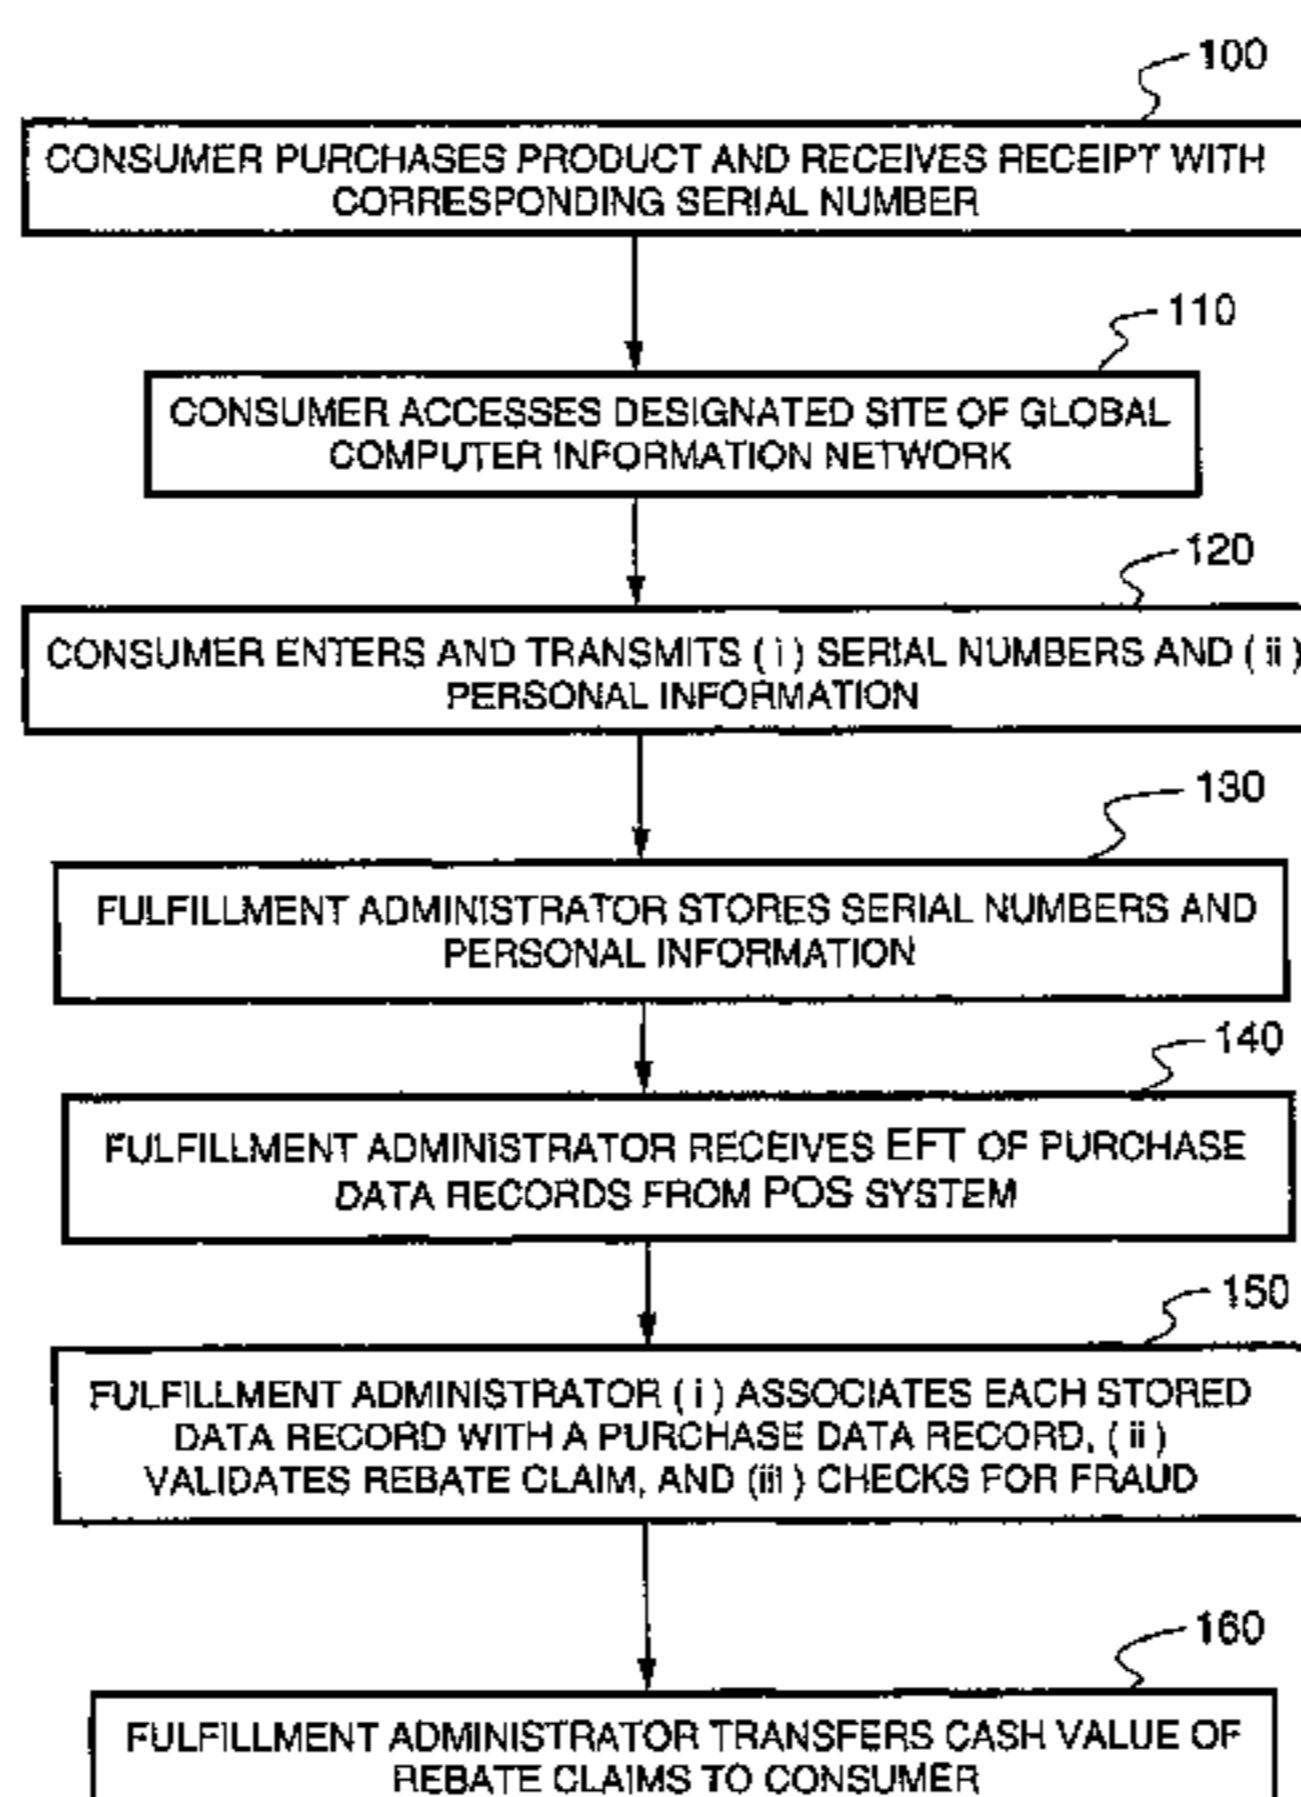 100
CONSUMER PURCHASES PRODUCT AND RECEIVES RECEIPT WITH
CORRESPONDING SERIAL NUMBER
110
CONSUMER ACCESSES DESIGNATED SITE OF GLOBAL
COMPUTER INFORMATION NETWORK
120
CONSUMER ENTERS AND TRANSMITS ( i ) SERIAL NUMBERS AND ( ii )
PERSONAL INFORMATION
130
FULFILLMENT ADMINISTRATOR STORES SERIAL NUMBERS AND
PERSONAL INFORMATION
140
FULFILLMENT ADMINISTRATOR RECEIVES EFT OF PURCHASE
DATA RECORDS FROM POS SYSTEM
150
FULFILLMENT ADMINISTRATOR ( i ) ASSOCIATES EACH STORED
DATA RECORD WITH A PURCHASE DATA RECORD, ( ii )
VALIDATES REBATE CLAIM, AND (iii ) CHECKS FOR FRAUD
160
FULFILLMENT ADMINISTRATOR TRANSFERS CASH VALUE OF
REBATE CLAIMS TO CONSUMER